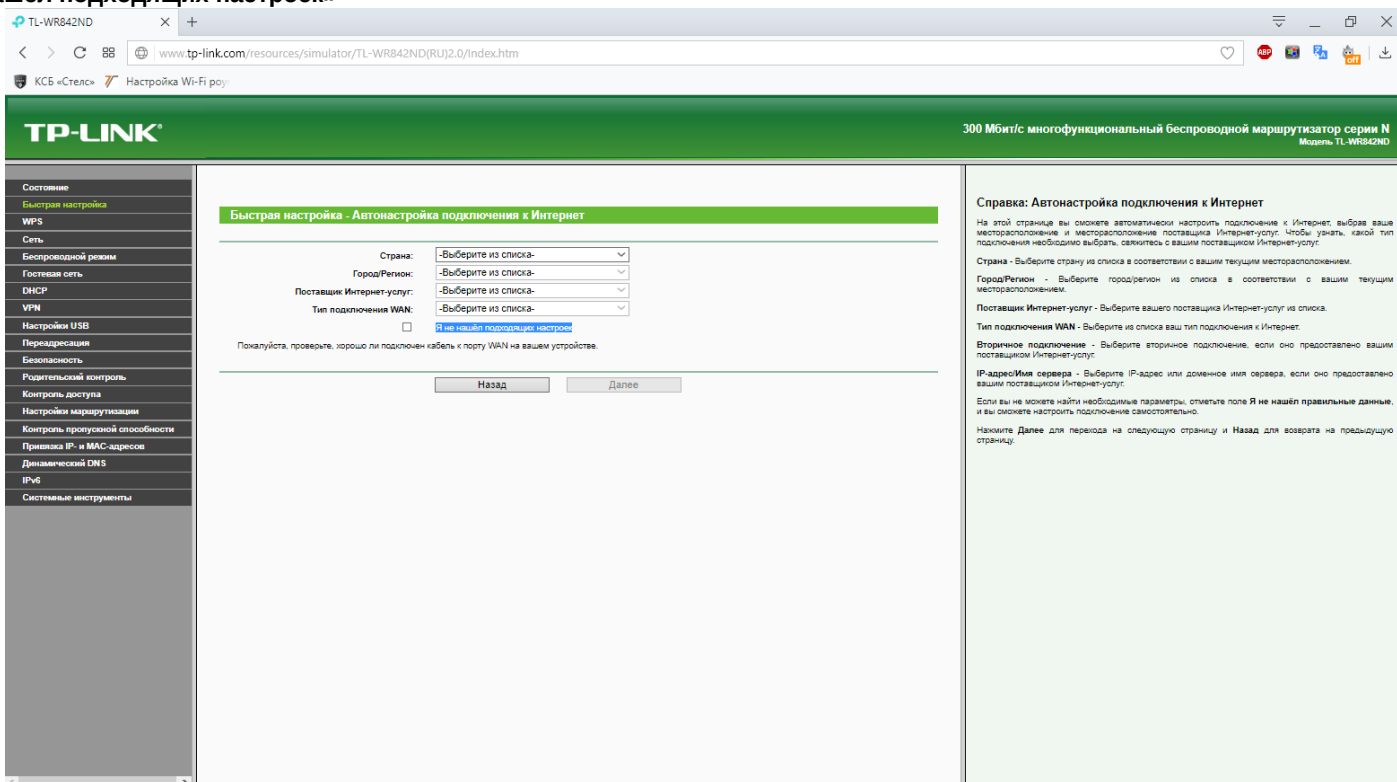 ашел подходящих настроек»
TL-WR842ND
www.tp-link.com/resources/simulator/TL-WR842ND(RU)2.0/Index.htm
ABP
off
КСБ «Стелс» Настройка Wi-Fi роу
TP-LINK®
300 Мбит/с многофункциональный беспроводной маршрутизатор серии N
Модель TL-WR842ND
Состояние
Быстрая настройка
WPS
Сеть
Беспроводной режим
Гостевая сеть
DHCP
VPN
Настройки USB
Переадресация
Безопасность
Родительский контроль
Контроль доступа
Настройки маршрутизации
Контроль пропускной способности
Привязка IP- и MAC-адресов
Динамический DNS
IPv6
Системные инструменты
Быстрая настройка - Автонастройка подключения к Интернет
Страна: -Выберите из списка-
Город/Регион: -Выберите из списка-
Поставщик Интернет-услуг: -Выберите из списка-
Тип подключения WAN: -Выберите из списка-
Я не нашёл подходящих настроек
Пожалуйста, проверьте, хорошо ли подключен кабель к порту WAN на вашем устройстве.
Назад Далее
Справка: Автонастройка подключения к Интернет
На этой странице вы сможете автоматически настроить подключение к Интернет, выбрав ваше
месторасположение и месторасположение поставщика Интернет-услуг. Чтобы узнать, какой тип
подключения необходимо выбрать, свяжитесь с вашим поставщиком Интернет-услуг.
Страна - Выберите страну из списка в соответствии с вашим текущим месторасположением.
Город/Регион - Выберите город/регион из списка в соответствии с вашим текущим
месторасположением.
Поставщик Интернет-услуг - Выберите вашего поставщика Интернет-услуг из списка.
Тип подключения WAN - Выберите из списка ваш тип подключения к Интернет.
Вторичное подключение - Выберите вторичное подключение, если оно предоставлено вашим
поставщиком Интернет-услуг.
IP-адрес/Имя сервера - Выберите IP-адрес или доменное имя сервера, если оно предоставлено
вашим поставщиком Интернет-услуг.
Если вы не можете найти необходимые параметры, отметьте поле Я не нашёл правильные данные,
и вы сможете настроить подключение самостоятельно.
Нажмите Далее для перехода на следующую страницу и Назад для возврата на предыдущую
страницу.